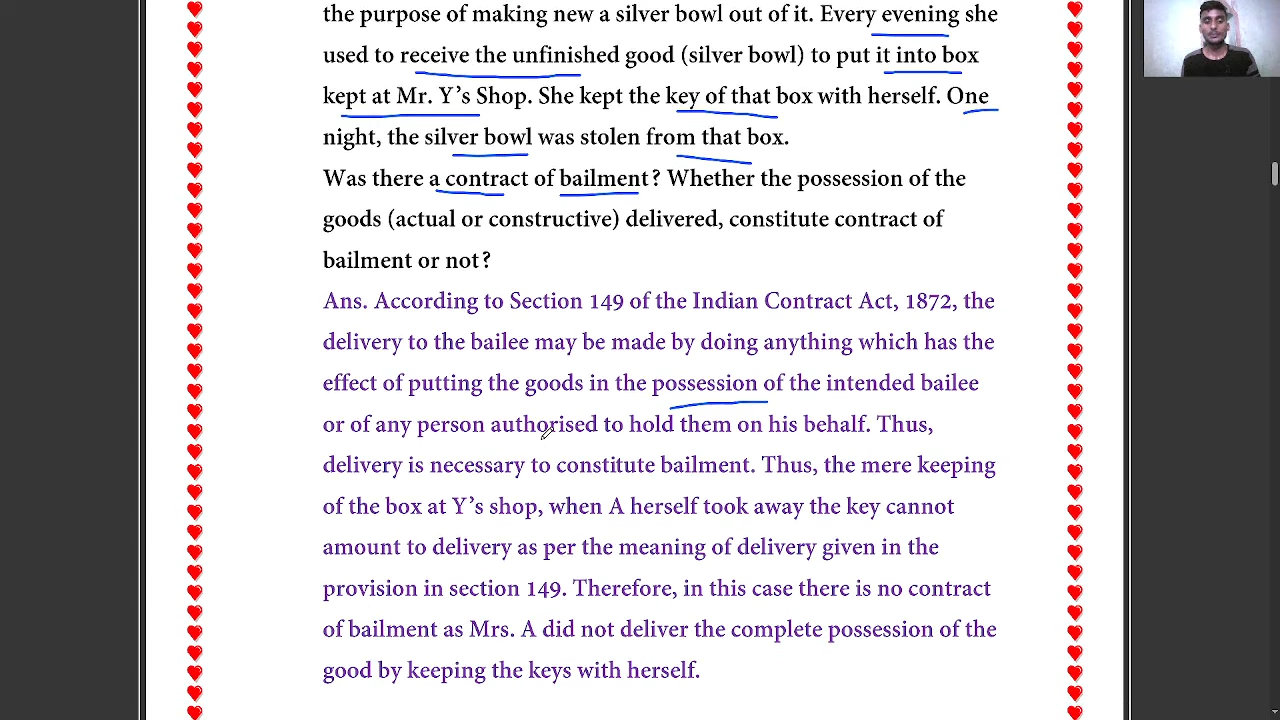 the purpose of making new a silver bowl out of it. Every evening she
used to receive the unfinished good (silver bowl) to put it into box
kept at Mr. Y’s Shop. She kept the key of that box with herself. One
night, the silver bowl was stolen from that box.
Was there a contract of bailment? Whether the possession of the
goods (actual or constructive) delivered, constitute contract of
bailment or not?
Ans. According to Section 149 of the Indian Contract Act, 1872, the
delivery to the bailee may be made by doing anything which has the
effect of putting the goods in the possession of the intended bailee
or of any person authorised to hold them on his behalf. Thus,
delivery is necessary to constitute bailment. Thus, the mere keeping
of the box at Y’s shop, when A herself took away the key cannot
amount to delivery as per the meaning of delivery given in the
provision in section 149. Therefore, in this case there is no contract
of bailment as Mrs. A did not deliver the complete possession of the
good by keeping the keys with herself.